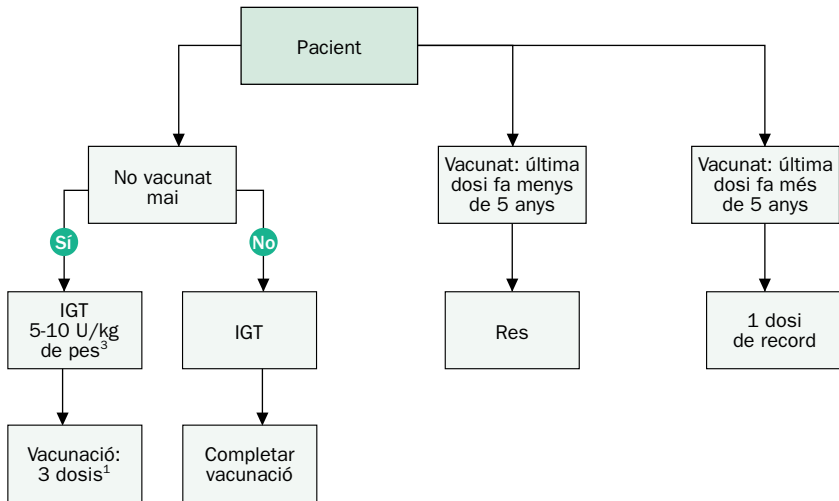 Pacient
No vacunat
mai
Vacunat: última
dosi fa menys
de 5 anys
Vacunat: última
dosi fa més
de 5 anys
Sí
No
IGT
5-10 U/kg
de pes³
IGT
Res
1 dosi
de record
Vacunació:
3 dosis¹
Completar
vacunació